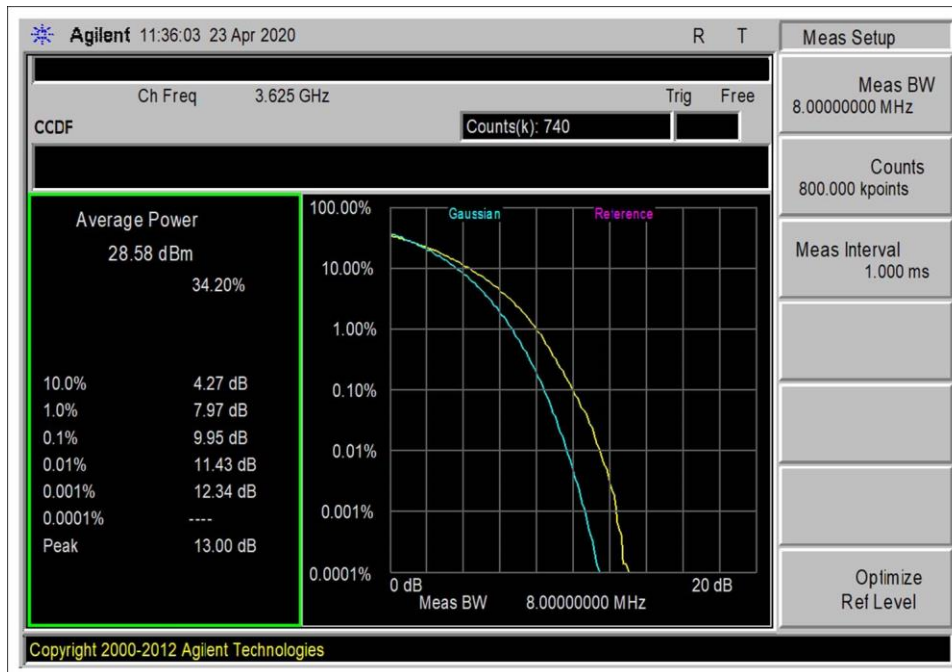 Agilent 11:36:03 23 Apr 2020 R T
Ch Freq 3.625 GHz Trig Free
CCDF Counts(k): 740
Average Power
28.58 dBm
34.20%
10.0% 4.27 dB
1.0% 7.97 dB
0.1% 9.95 dB
0.01% 11.43 dB
0.001% 12.34 dB
0.0001% ----
Peak 13.00 dB
Gaussian Reference
100.00%
10.00%
1.00%
0.10%
0.01%
0.001%
0.0001%
0 dB 20 dB
Meas BW 8.00000000 MHz
Meas Setup
Meas BW
8.00000000 MHz
Counts
800.000 kpoints
Meas Interval
1.000 ms
Optimize
Ref Level
Copyright 2000-2012 Agilent Technologies